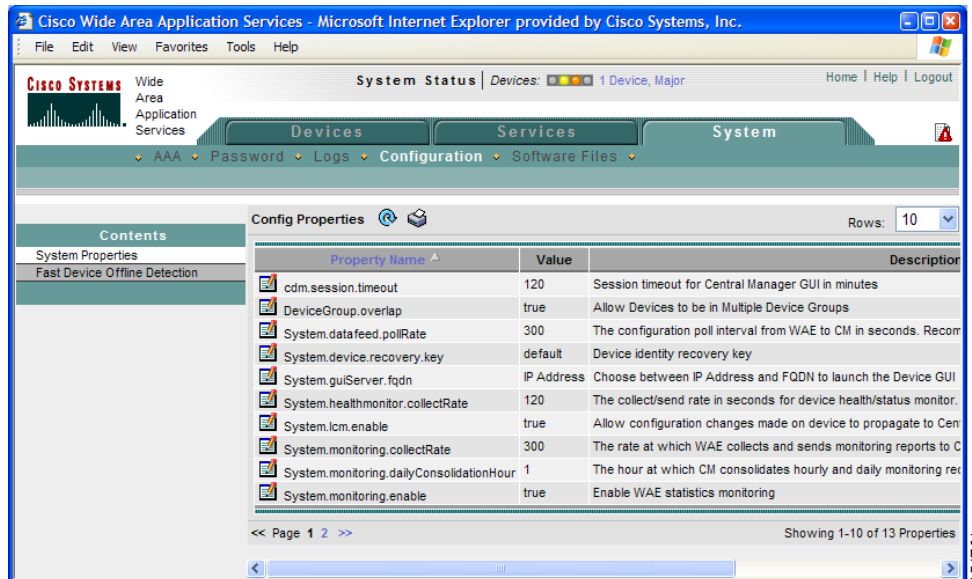 Cisco Wide Area Application Services - Microsoft Internet Explorer provided by Cisco Systems, Inc.
File Edit View Favorites Tools Help
CISCO SYSTEMS
Wide
Area
Application
Services
System Status | Devices: 1 Device, Major
Home | Help | Logout
Devices Services System
AAA Password Logs Configuration Software Files
Contents
System Properties
Fast Device Offline Detection
Config Properties
Rows: 10
Property Name Value Description
cdm.session.timeout 120 Session timeout for Central Manager GUI in minutes
DeviceGroup.overlap true Allow Devices to be in Multiple Device Groups
System.datafeed.pollRate 300 The configuration poll interval from WAE to CM in seconds. Recom
System.device.recovery.key default Device identity recovery key
System.guiServer.fqdn IP Address Choose between IP Address and FQDN to launch the Device GUI
System.healthmonitor.collectRate 120 The collect/send rate in seconds for device health/status monitor.
System.lcm.enable true Allow configuration changes made on device to propagate to Cen
System.monitoring.collectRate 300 The rate at which WAE collects and sends monitoring reports to C
System.monitoring.dailyConsolidationHour 1 The hour at which CM consolidates hourly and daily monitoring rec
System.monitoring.enable true Enable WAE statistics monitoring
<< Page 1 2 >>
Showing 1-10 of 13 Properties